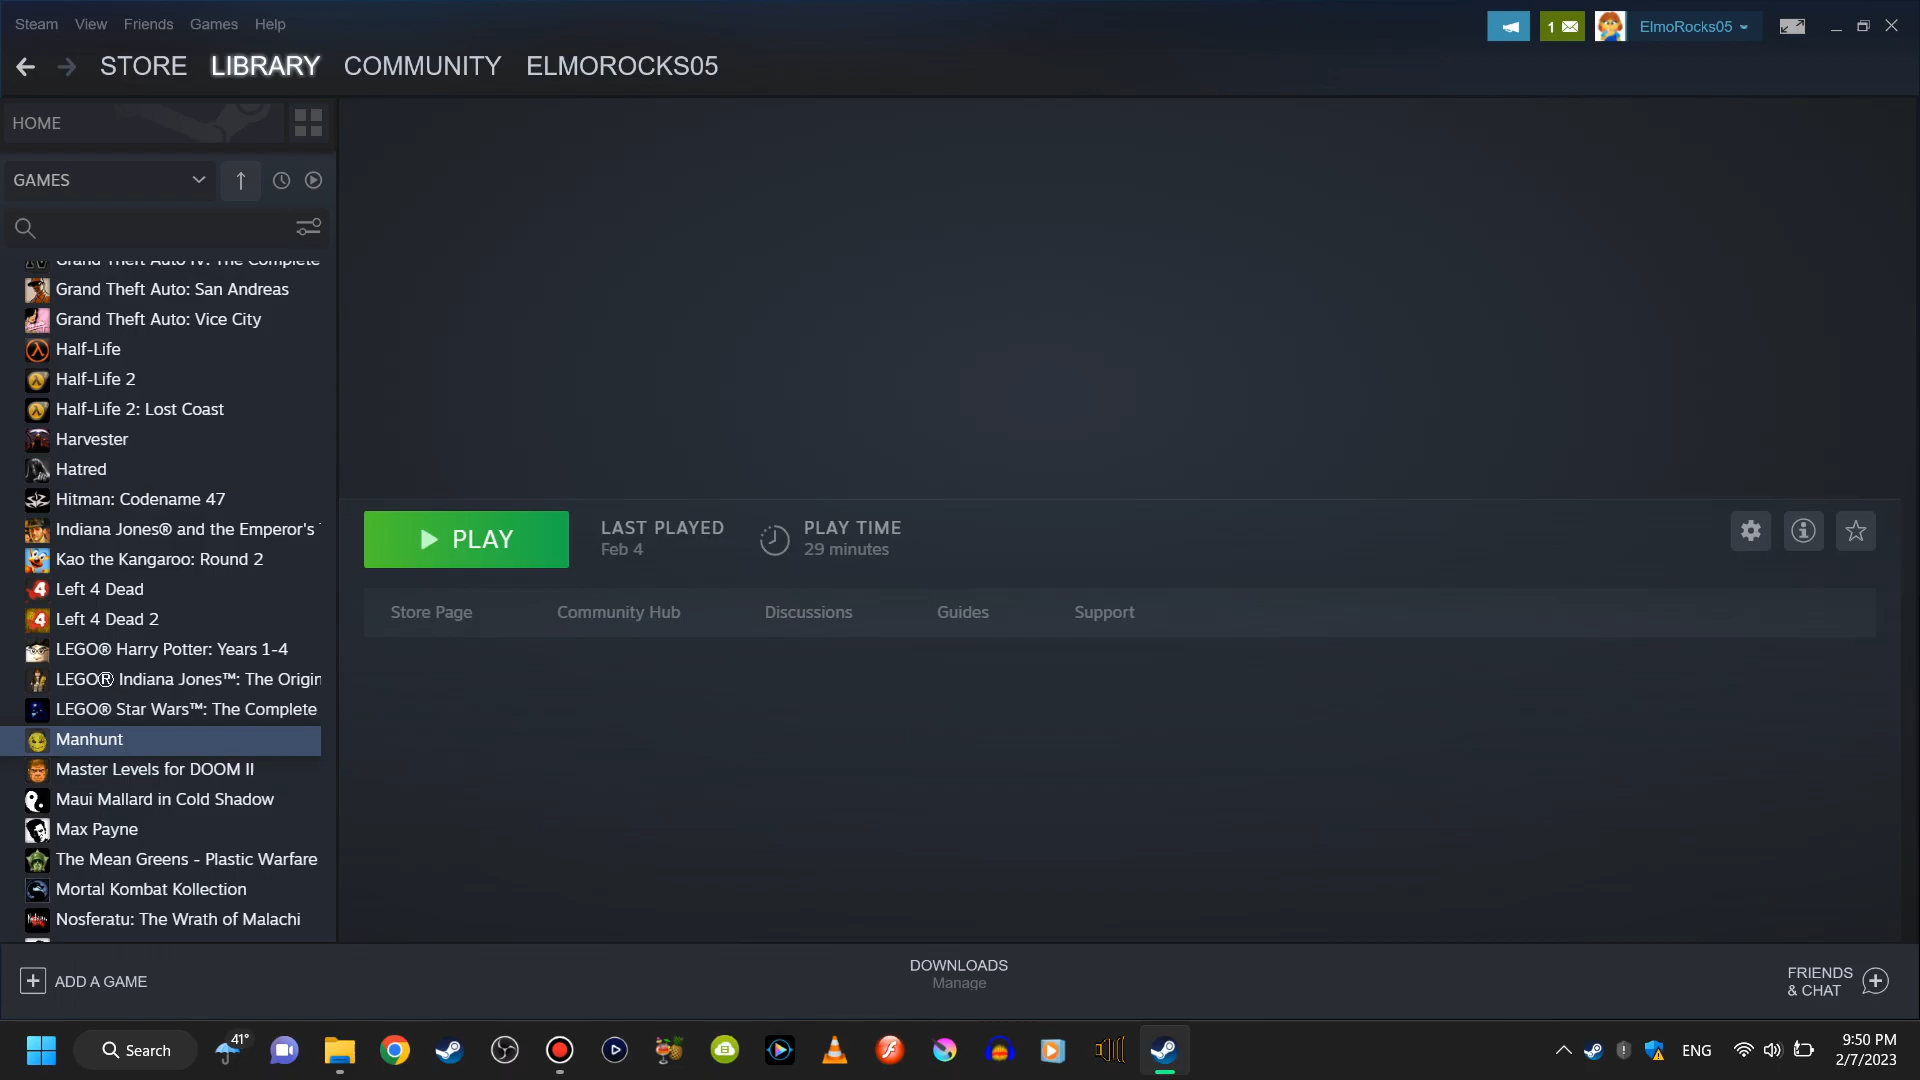 Steam View Friends Games Help
1
ElmoRocks05
STORE LIBRARY COMMUNITY ELMOROCKS05
HOME
GAMES
Grand Theft Auto IV: The Complete
Grand Theft Auto: San Andreas
Grand Theft Auto: Vice City
Half-Life
Half-Life 2
Half-Life 2: Lost Coast
Harvester
Hatred
Hitman: Codename 47
Indiana Jones® and the Emperor's
Kao the Kangaroo: Round 2
Left 4 Dead
Left 4 Dead 2
LEGO® Harry Potter: Years 1-4
LEGO® Indiana Jones™: The Origin
LEGO® Star Wars™: The Complete
Manhunt
Master Levels for DOOM II
Maui Mallard in Cold Shadow
Max Payne
The Mean Greens - Plastic Warfare
Mortal Kombat Kollection
Nosferatu: The Wrath of Malachi
PLAY
LAST PLAYED
Feb 4
PLAY TIME
29 minutes
Store Page Community Hub Discussions Guides Support
ADD A GAME
DOWNLOADS
Manage
FRIENDS
& CHAT
Search
41°
ENG
9:50 PM
2/7/2023